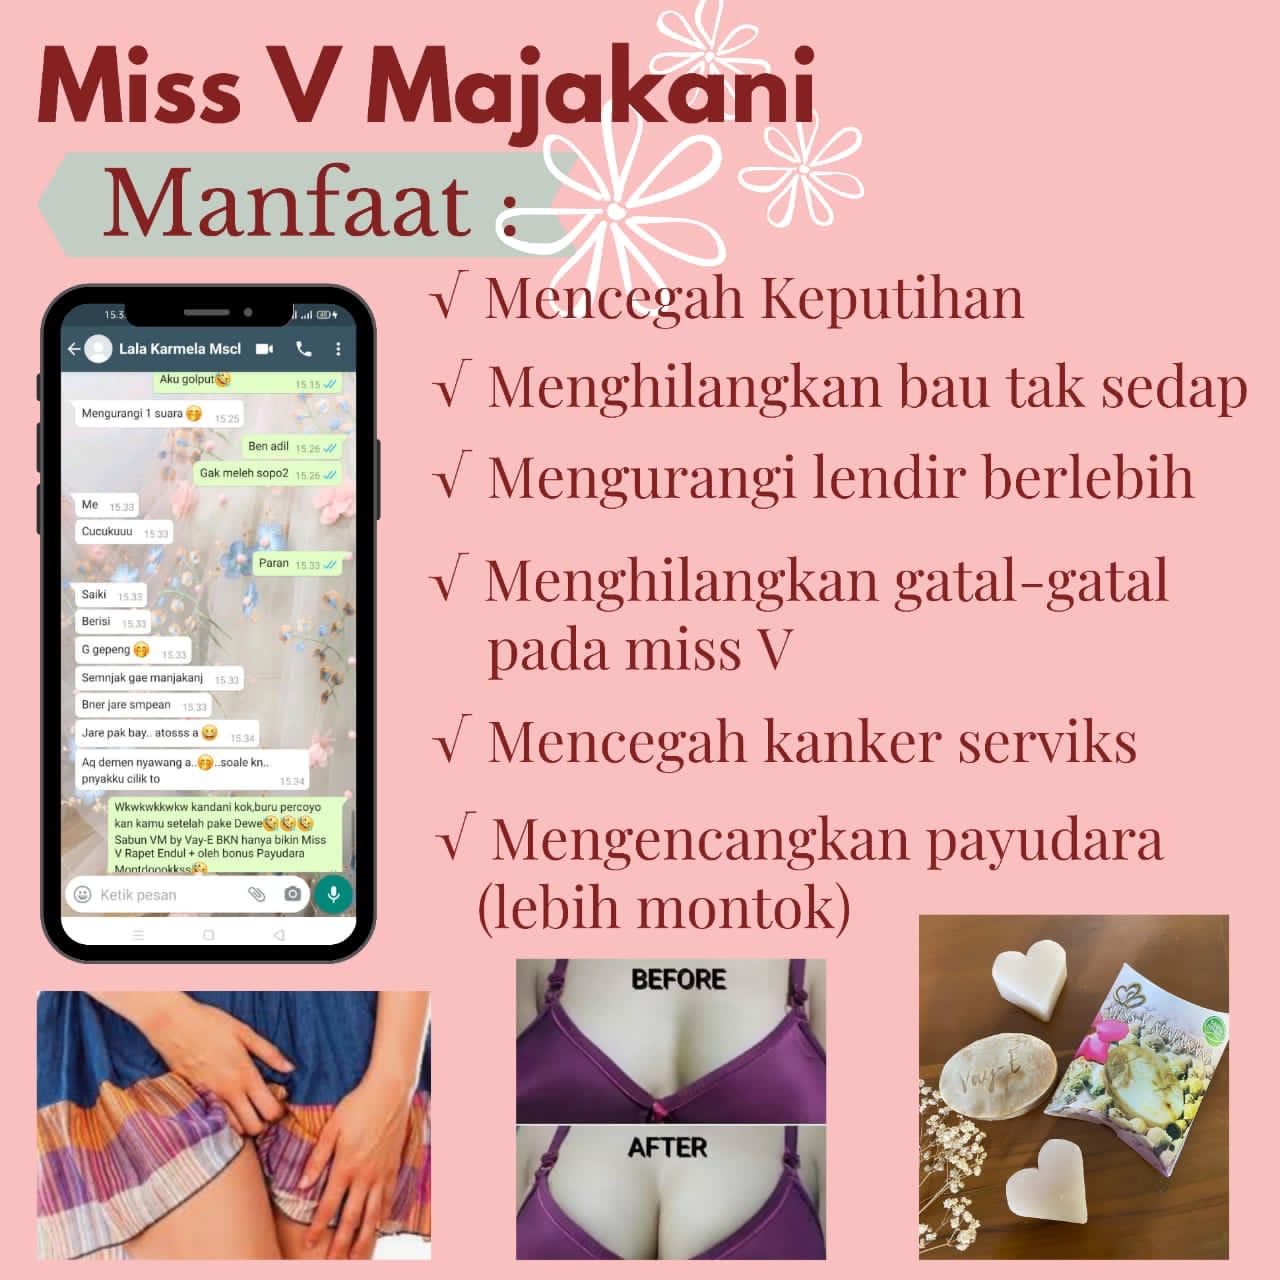 Miss V Majakani
Manfaat :
√ Mencegah Keputihan
√ Menghilangkan bau tak sedap
√ Mengurangi lendir berlebih
√ Menghilangkan gatal-gatal
pada miss V
√ Mencegah kanker serviks
√ Mengencangkan payudara
(lebih montok)
15.3
Lala Karmela Mscl
Aku golput🤣 15.15
Mengurangi 1 suara 🤭 15.25
Ben adil 15.26
Gak meleh sopo2 15.26
Me 15.33
Cucukuuu 15.33
Paran 15.33
Saiki 15.33
Berisi 15.33
G gepeng 🤭 15.33
Semnjak gae manjakanj 15.33
Bner jare smpean 15.33
Jare pak bay.. atosss a 😀 15.34
Aq demen nyawang a..🤭..soale kn..
pnyakku cilik to 15.34
Wkwkwkkwkw kandani kok,buru percoyo
kan kamu setelah pake Dewe🤣🤣🤣
Sabun VM by Vay-E BKN hanya bikin Miss
V Rapet Endul + oleh bonus Payudara
Montdoookkss🤣
Ketik pesan
BEFORE
AFTER
Vay-E